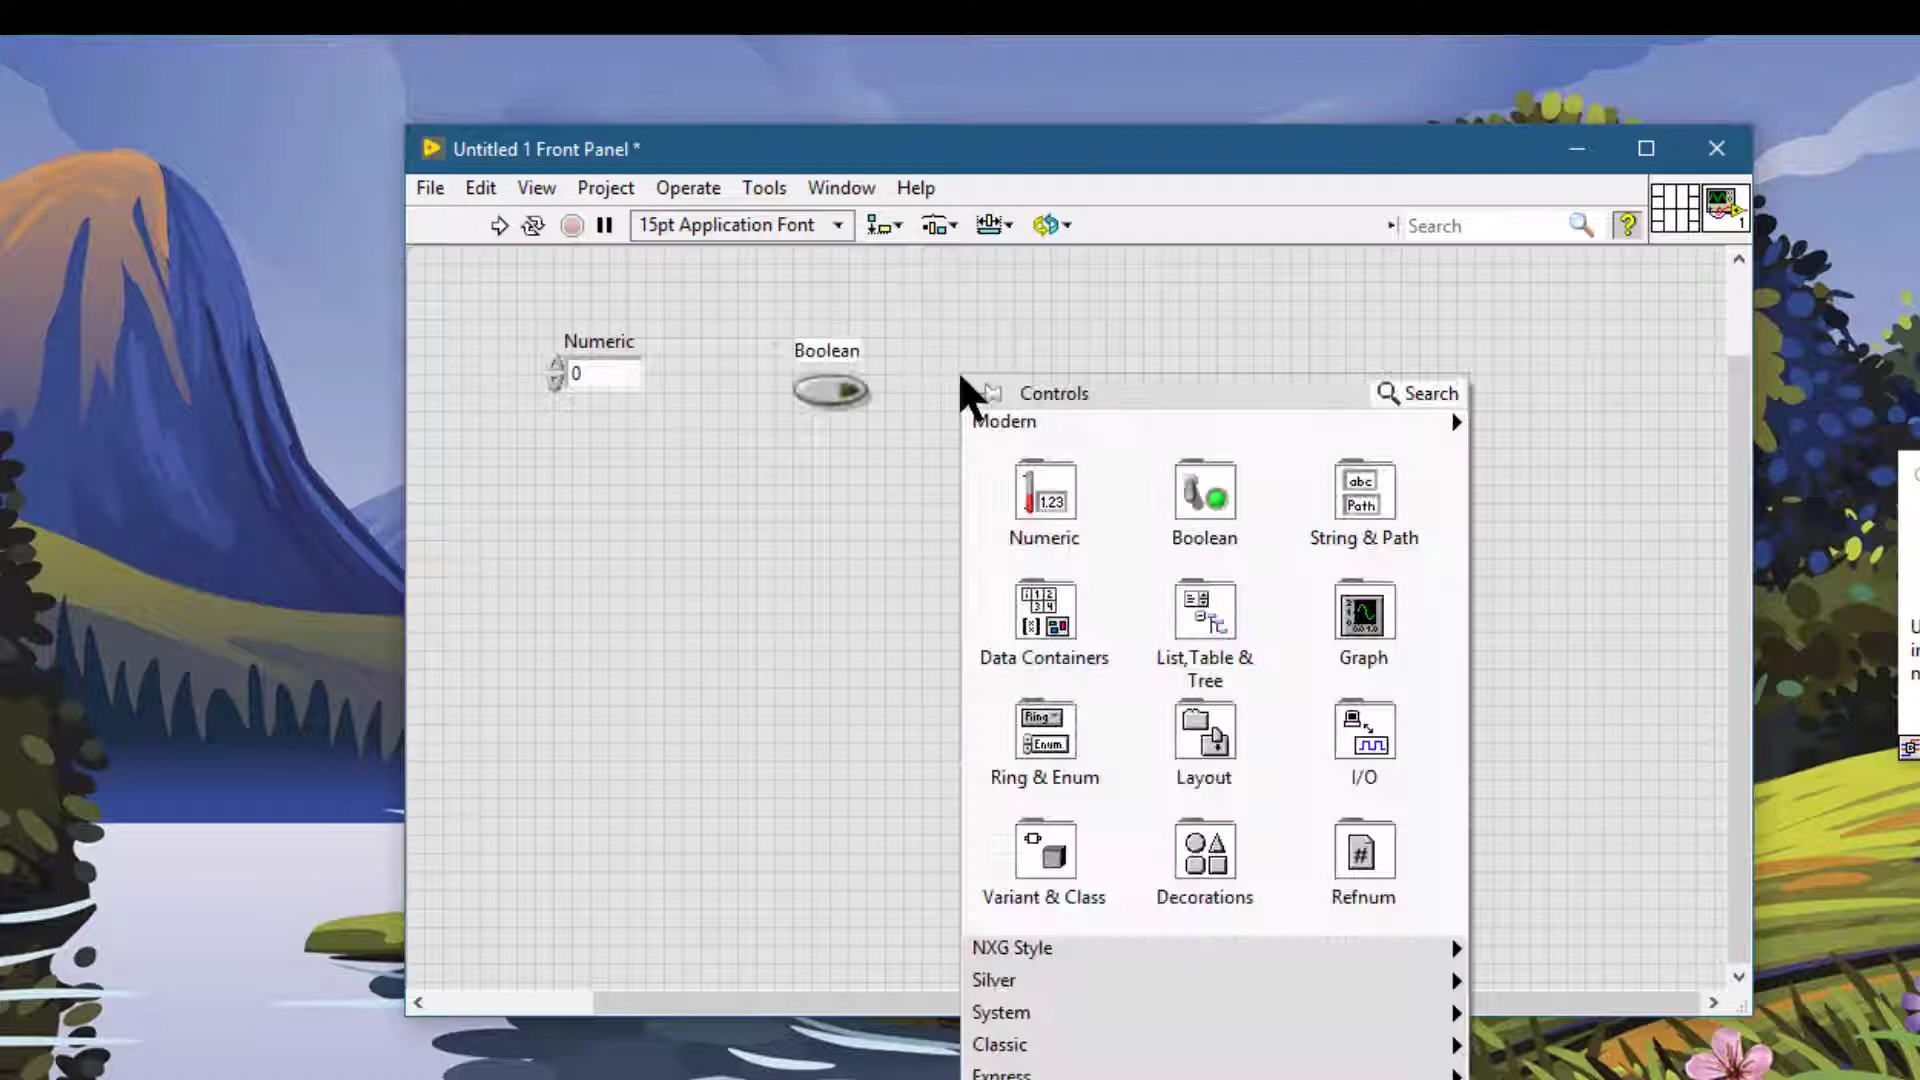 Untitled 1 Front Panel *
File Edit View Project Operate Tools Window Help
15pt Application Font
Search
1
Numeric
0
Boolean
Controls
Search
Modern
1.23
abc
Path
Numeric
Boolean
String & Path
Data Containers
List,Table &
Tree
Graph
Ring
Enum
Ring & Enum
Layout
I/O
#
Variant & Class
Decorations
Refnum
NXG Style
Silver
System
Classic
Express